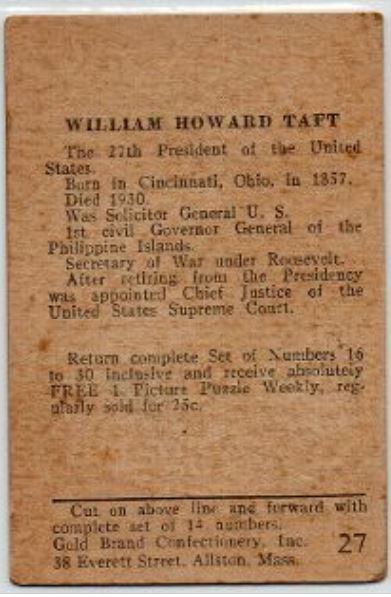 WILLIAM HOWARD TAFT
The 27th President of the United
States.
Born in Cincinnati, Ohio, in 1857.
Died 1930.
Was Solicitor General U. S.
1st civil Governor General of the
Philippine Islands.
Secretary of War under Roosevelt.
After retiring from the Presidency
was appointed Chief Justice of the
United States Supreme Court.
Return complete Set of Numbers 16
to 30 inclusive and receive absolutely
FREE 1 Picture Puzzle Weekly, reg-
ularly sold for 25c.
Cut on above line and forward with
complete set of 14 numbers.
Gold Brand Confectionery, Inc.
38 Everett Street, Allston, Mass.
27